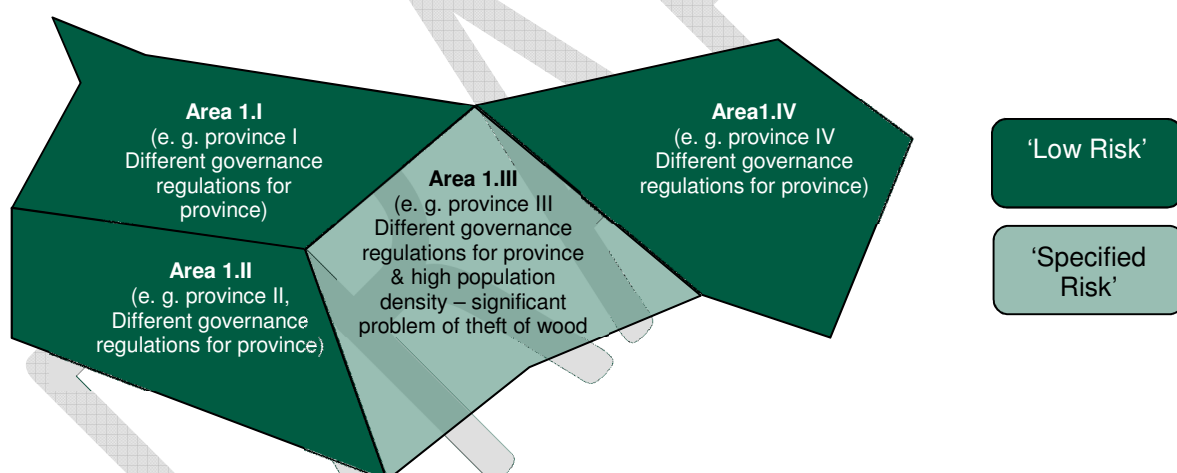 Area 1.I
(e. g. province I
Different governance
regulations for
province)
Area 1.II
(e. g. province II,
Different governance
regulations for province)
Area 1.III
(e. g. province III
Different governance
regulations for province
& high population
density – significant
problem of theft of wood
Area1.IV
(e. g. province IV
Different governance
regulations for province)
‘Low Risk’
‘Specified
Risk’